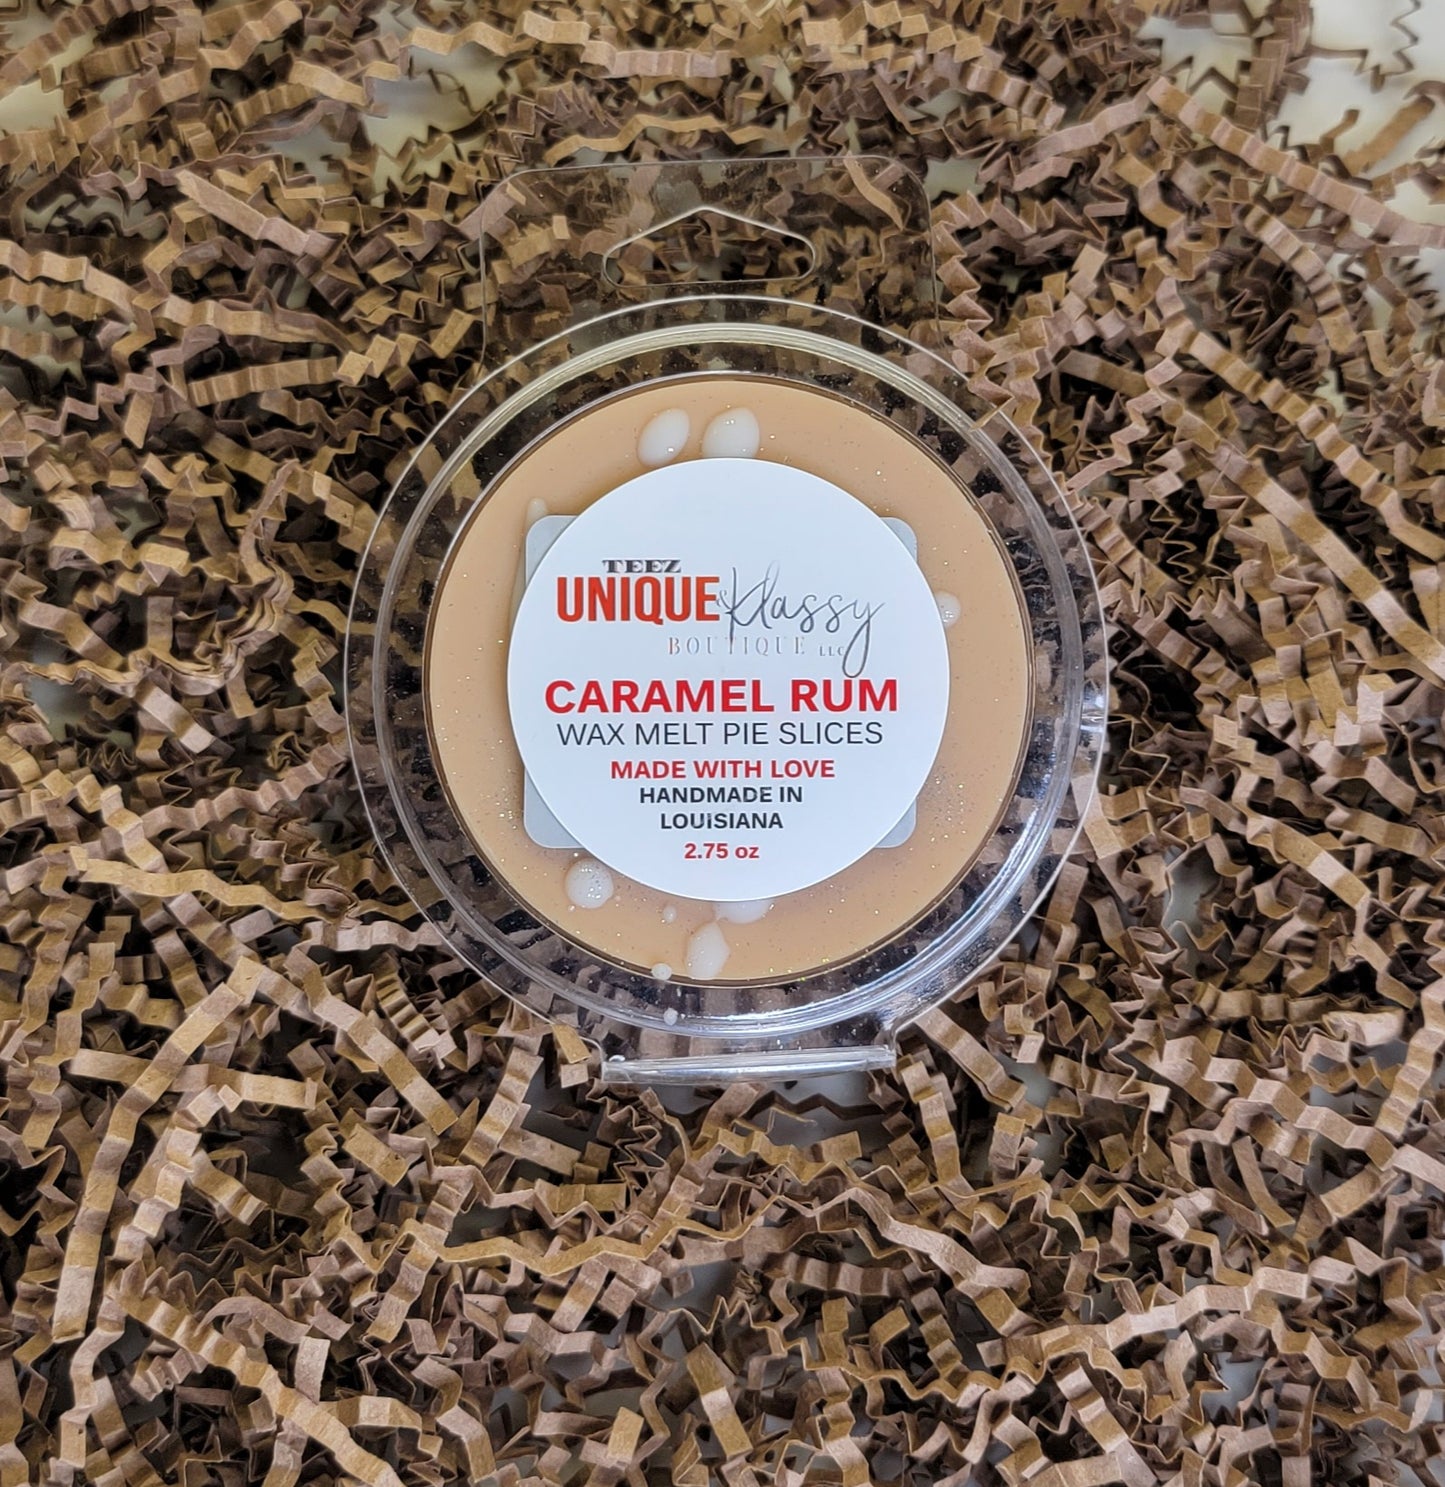 TEEZ
UNIQUE & Klassy
BOUTIQUE LLC
CARAMEL RUM
WAX MELT PIE SLICES
MADE WITH LOVE
HANDMADE IN
LOUISIANA
2.75 oz